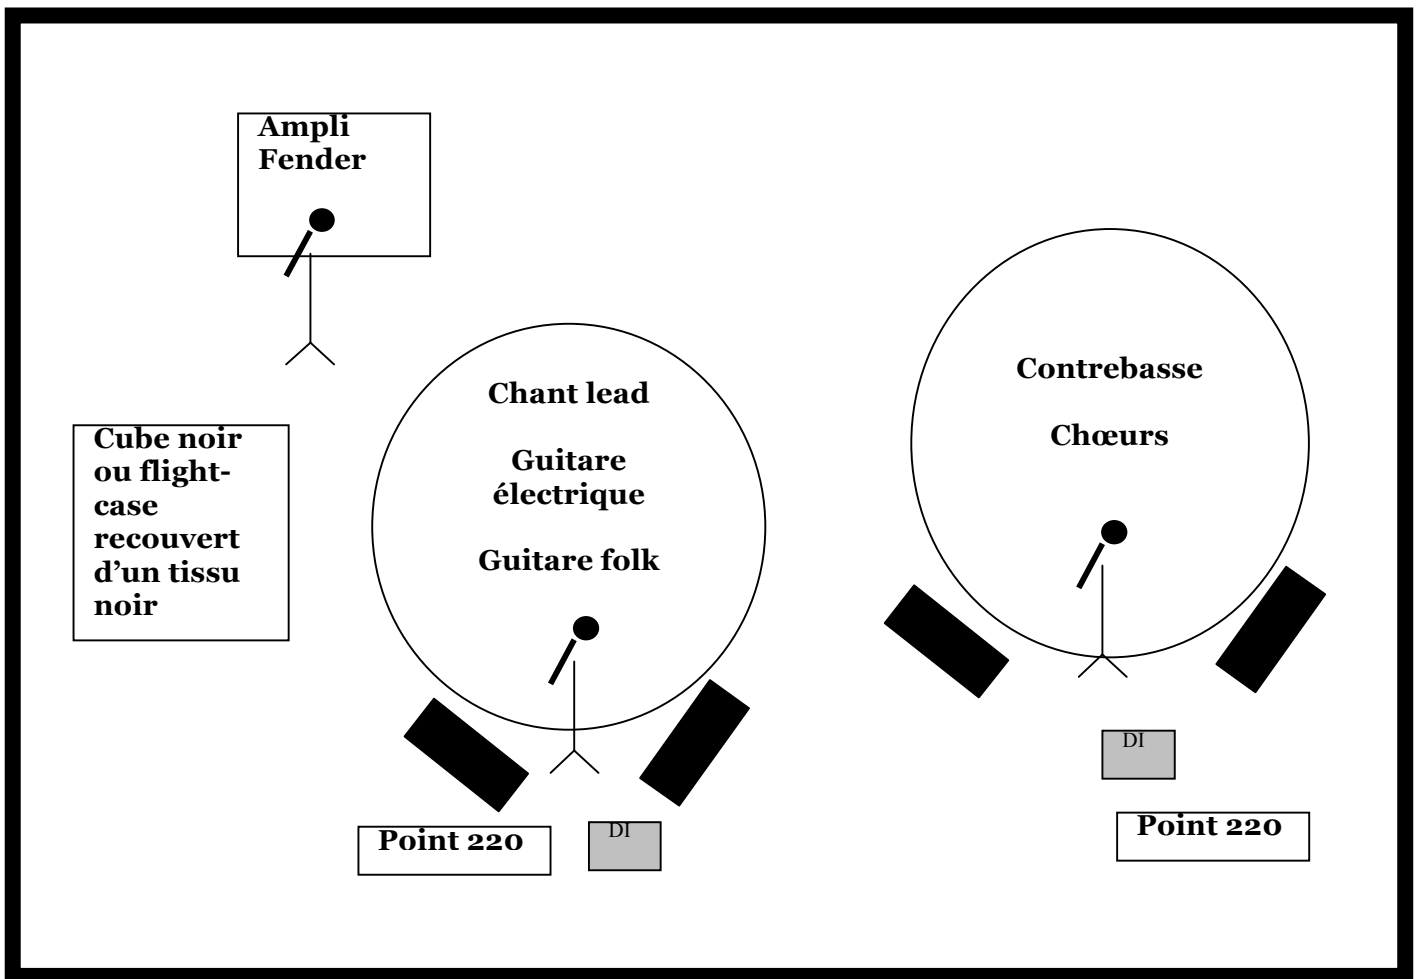 Ampli
Fender
Cube noir
ou flight-
case
recouvert
d’un tissu
noir
Chant lead
Guitare
électrique
Guitare folk
Contrebasse
Chœurs
Point 220
DI
DI
Point 220